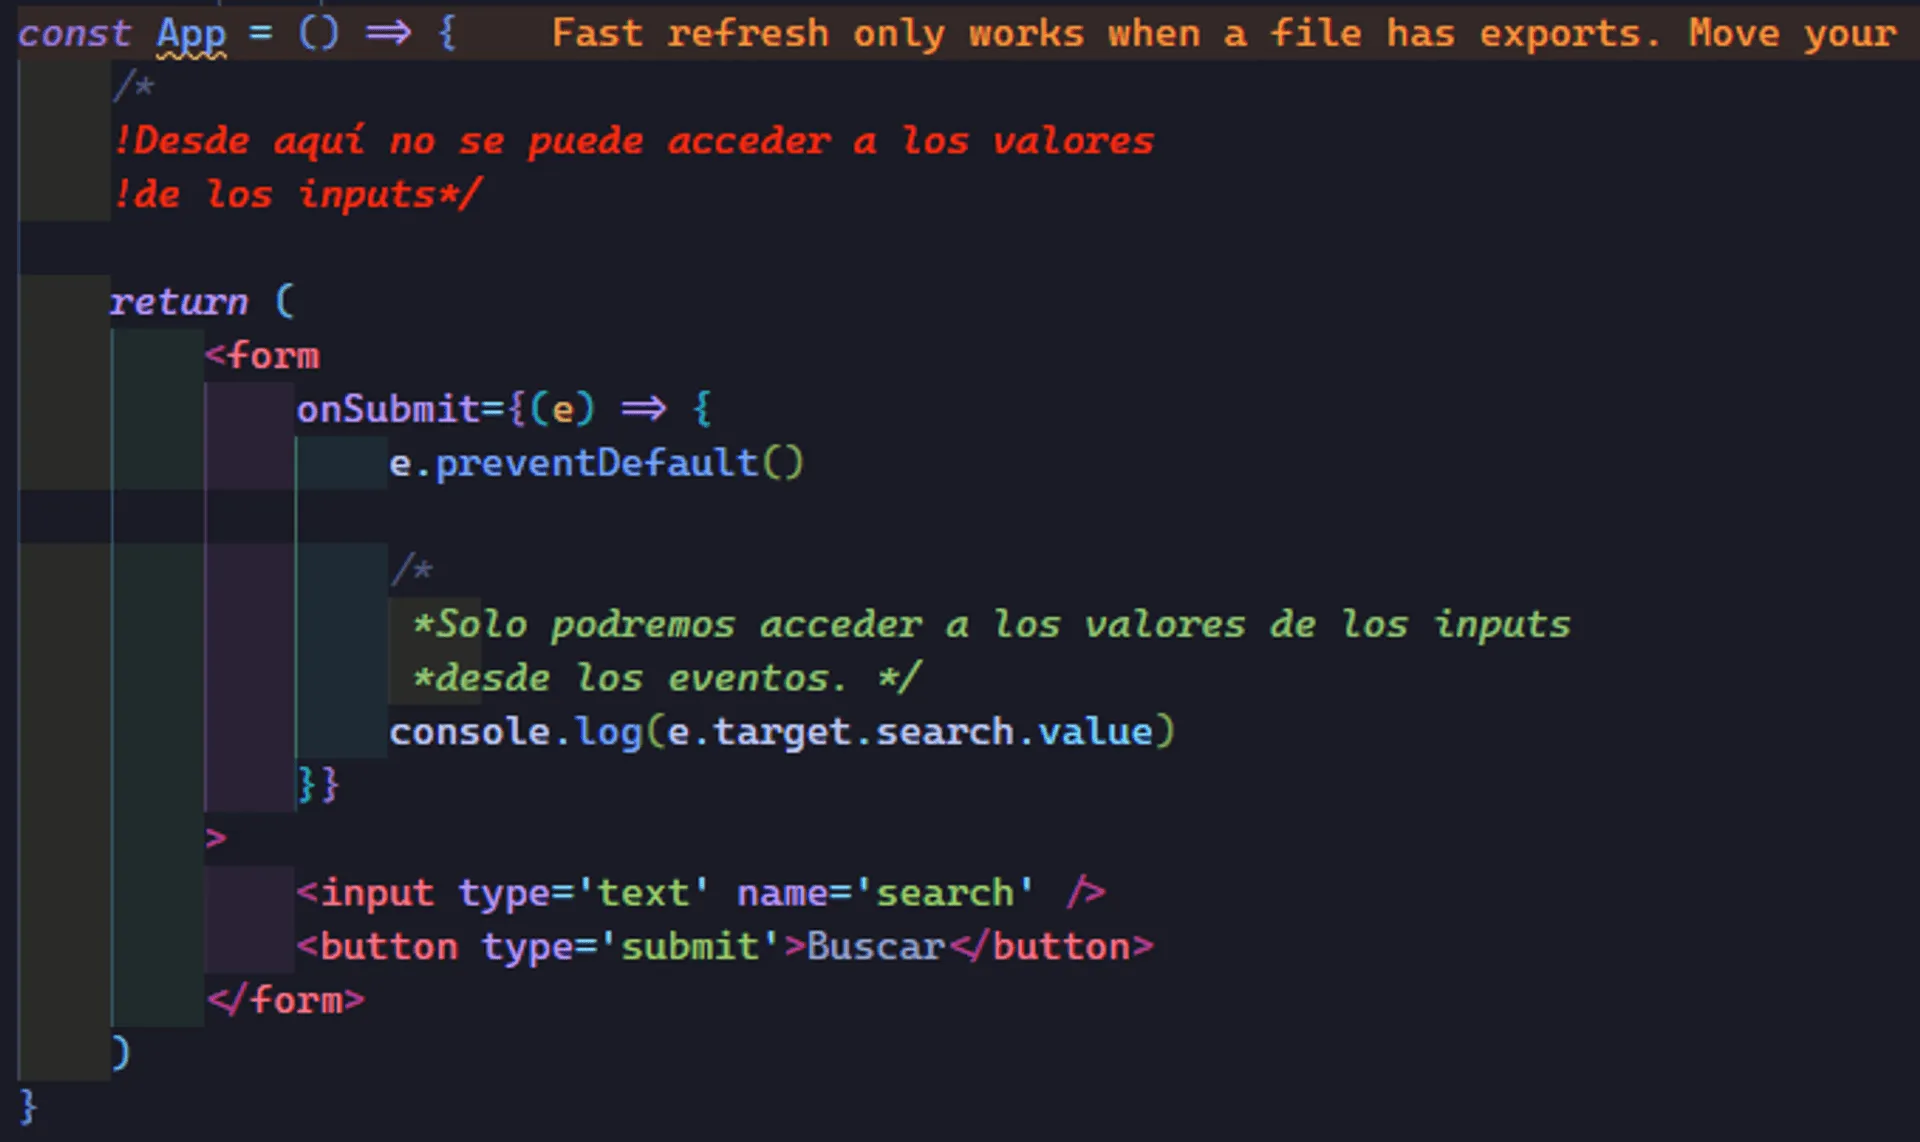 const App = () => {    Fast refresh only works when a file has exports. Move your
/*
!Desde aquí no se puede acceder a los valores
!de los inputs*/
return (
<form
onSubmit={(e) => {
e.preventDefault()
/*
*Solo podremos acceder a los valores de los inputs
*desde los eventos. */
console.log(e.target.search.value)
}}
>
<input type='text' name='search' />
<button type='submit'>Buscar</button>
</form>
)
}